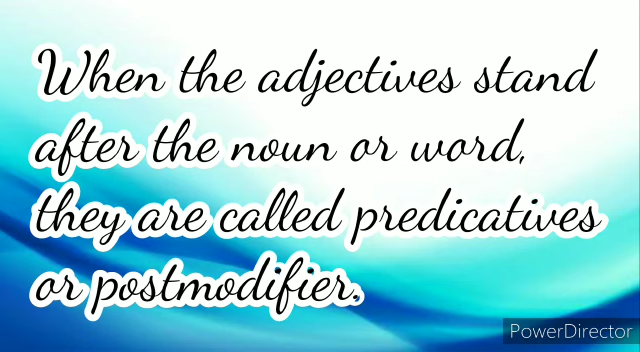 When the adjectives stand
after the noun or word,
they are called predicatives
or postmodifier.
PowerDirector